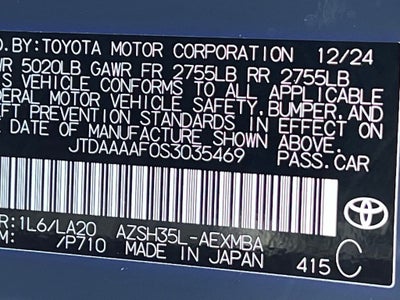 D.BY:TOYOTA MOTOR CORPORATION 12/24
WR 5020LB GAWR FR 2755LB RR 2755LB
S VEHICLE CONFORMS TO ALL APPLICABLE
ERAL MOTOR VEHICLE SAFETY,BUMPER,AND
FT PREVENTION STANDARDS IN EFFECT ON
DATE OF MANUFACTURE SHOWN ABOVE.
JTDAAAAF0S3035469 PASS.CAR
R:1L6/LA20 AZSH35L-AEXMBA
M: /P710 MADE IN JAPAN 415 C